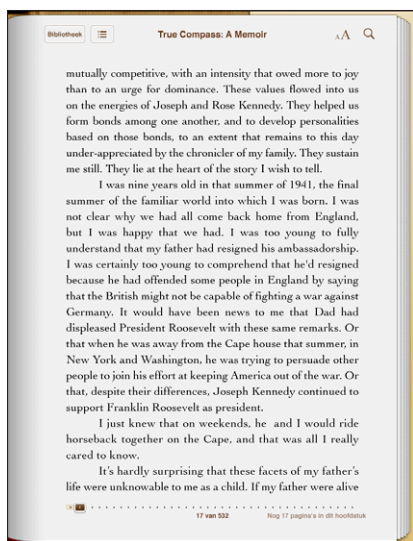 Bibliotheek
True Compass: A Memoir
AA
mutually competitive, with an intensity that owed more to joy
than to an urge for dominance. These values flowed into us
on the energies of Joseph and Rose Kennedy. They helped us
form bonds among one another, and to develop personalities
based on those bonds, to an extent that remains to this day
under-appreciated by the chronicler of my family. They sustain
me still. They lie at the heart of the story I wish to tell.
I was nine years old in that summer of 1941, the final
summer of the familiar world into which I was born. I was
not clear why we had all come back home from England,
but I was happy that we had. I was too young to fully
understand that my father had resigned his ambassadorship.
I was certainly too young to comprehend that he'd resigned
because he had offended some people in England by saying
that the British might not be capable of fighting a war against
Germany. It would have been news to me that Dad had
displeased President Roosevelt with these same remarks. Or
that when he was away from the Cape house that summer, in
New York and Washington, he was trying to persuade other
people to join his effort at keeping America out of the war. Or
that, despite their differences, Joseph Kennedy continued to
support Franklin Roosevelt as president.
I just knew that on weekends, he and I would ride
horseback together on the Cape, and that was all I really
cared to know.
It's hardly surprising that these facets of my father's
life were unknowable to me as a child. If my father were alive
17 van 532
Nog 17 pagina's in dit hoofdstuk